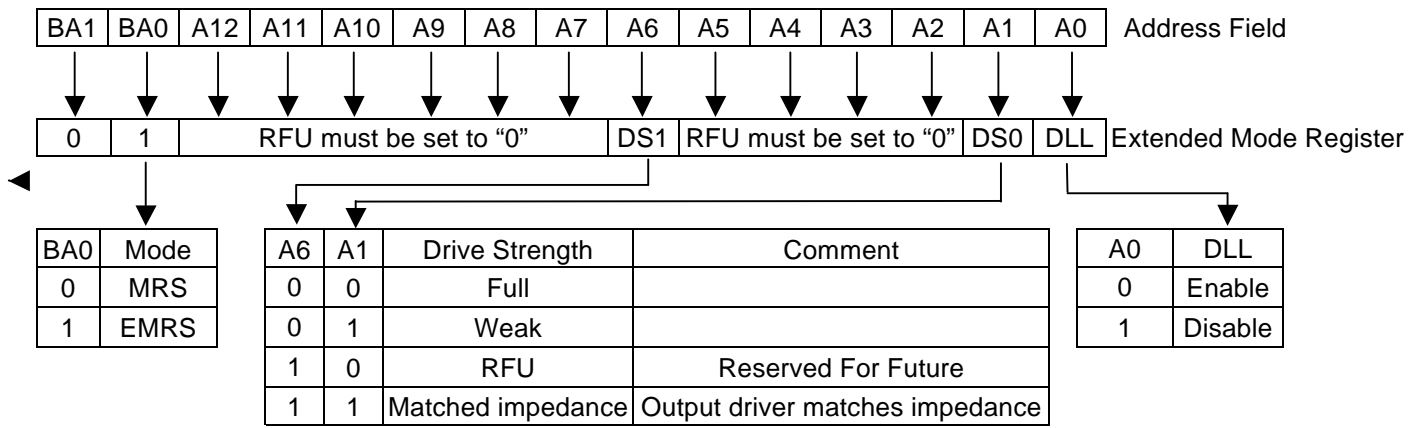 BA1 BA0 A12 A11 A10 A9 A8 A7 A6 A5 A4 A3 A2 A1 A0 Address Field
0 1 RFU must be set to “0” DS1 RFU must be set to “0” DS0 DLL Extended Mode Register
BA0 Mode
0 MRS
1 EMRS
A6 A1 Drive Strength Comment
0 0 Full
0 1 Weak
1 0 RFU Reserved For Future
1 1 Matched impedance Output driver matches impedance
A0 DLL
0 Enable
1 Disable